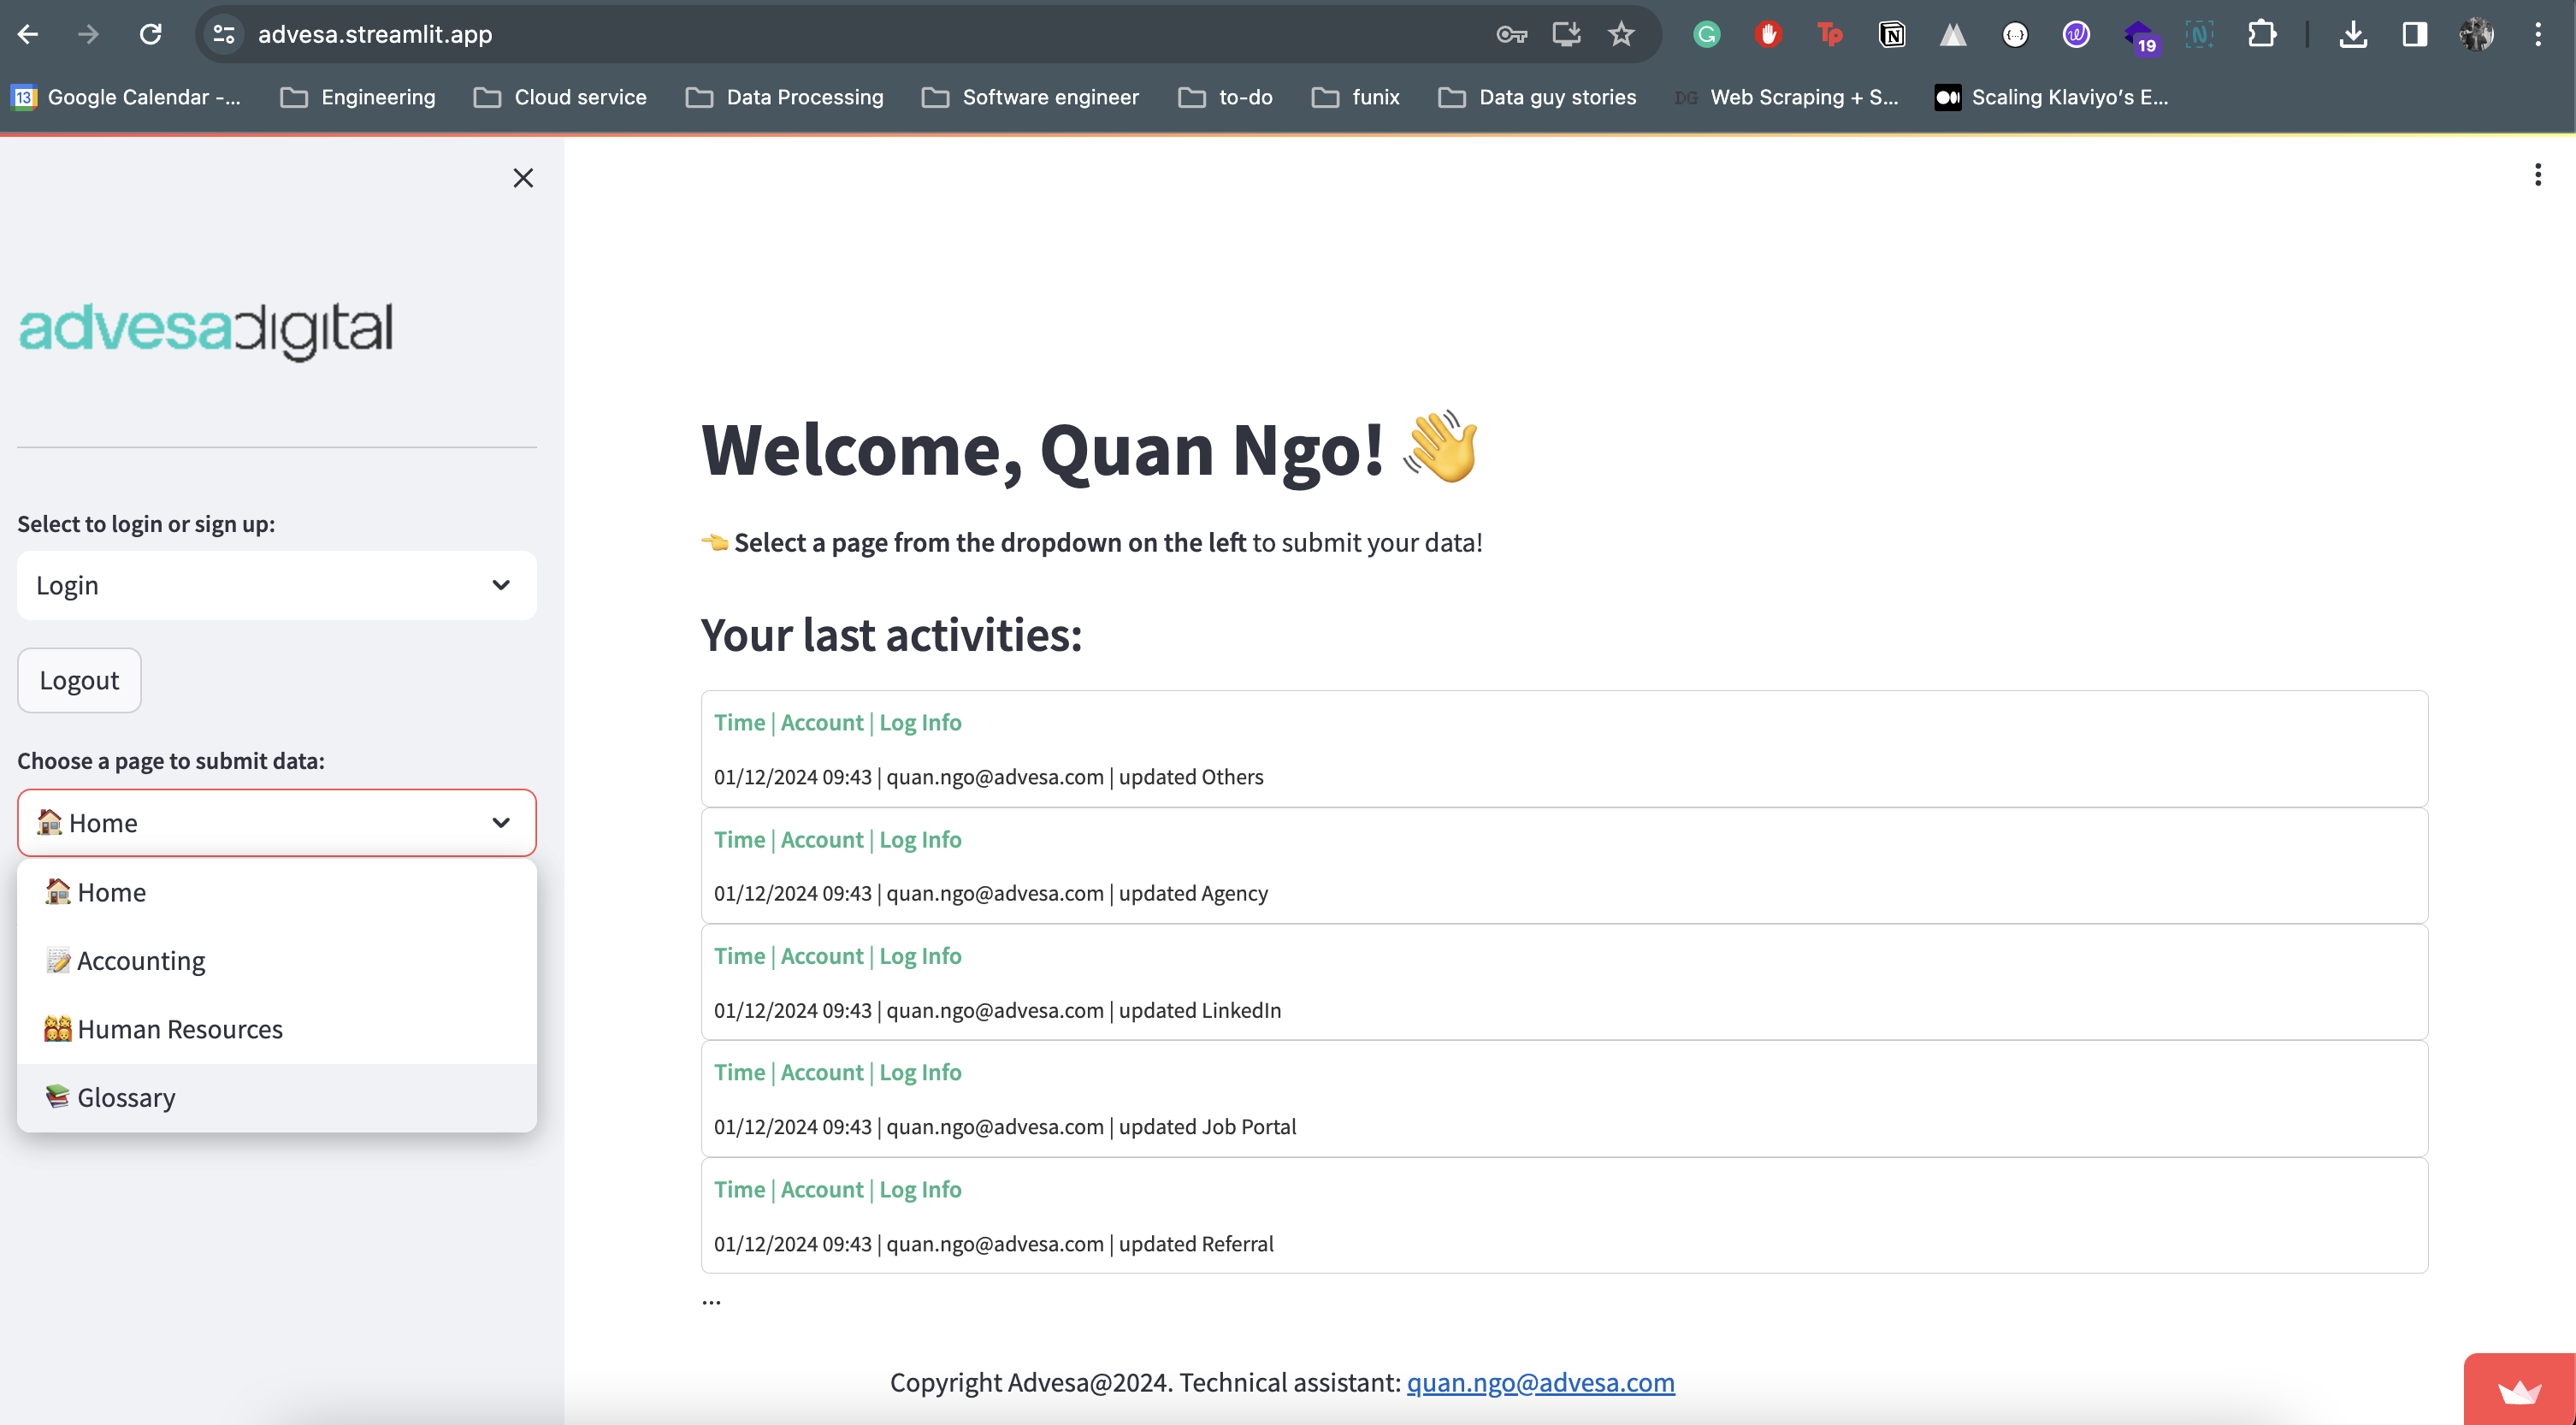 advesa.streamlit.app
19
13 Google Calendar -... Engineering Cloud service Data Processing Software engineer to-do funix Data guy stories DG Web Scraping + S... Scaling Klaviyo's E...
advesadigital
Select to login or sign up:
Login
Logout
Choose a page to submit data:
🏠 Home
🏠 Home
📝 Accounting
👭 Human Resources
📚 Glossary
Welcome, Quan Ngo! 👋
👈 Select a page from the dropdown on the left to submit your data!
Your last activities:
Time | Account | Log Info
01/12/2024 09:43 | quan.ngo@advesa.com | updated Others
Time | Account | Log Info
01/12/2024 09:43 | quan.ngo@advesa.com | updated Agency
Time | Account | Log Info
01/12/2024 09:43 | quan.ngo@advesa.com | updated LinkedIn
Time | Account | Log Info
01/12/2024 09:43 | quan.ngo@advesa.com | updated Job Portal
Time | Account | Log Info
01/12/2024 09:43 | quan.ngo@advesa.com | updated Referral
...
Copyright Advesa@2024. Technical assistant: quan.ngo@advesa.com